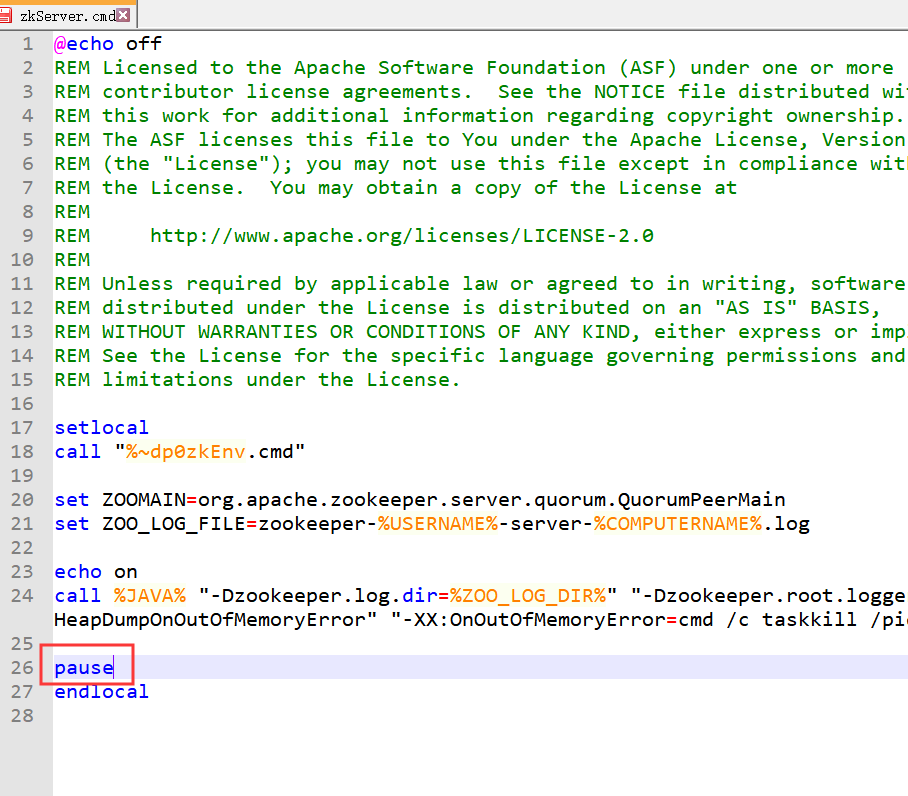 zkServer.cmd
1 @echo off
2 REM Licensed to the Apache Software Foundation (ASF) under one or more
3 REM contributor license agreements.  See the NOTICE file distributed wi
4 REM this work for additional information regarding copyright ownership.
5 REM The ASF licenses this file to You under the Apache License, Version
6 REM (the "License"); you may not use this file except in compliance wit
7 REM the License.  You may obtain a copy of the License at
8 REM
9 REM     http://www.apache.org/licenses/LICENSE-2.0
10 REM
11 REM Unless required by applicable law or agreed to in writing, software
12 REM distributed under the License is distributed on an "AS IS" BASIS,
13 REM WITHOUT WARRANTIES OR CONDITIONS OF ANY KIND, either express or imp
14 REM See the License for the specific language governing permissions and
15 REM limitations under the License.
16
17 setlocal
18 call "%~dp0zkEnv.cmd"
19
20 set ZOOMAIN=org.apache.zookeeper.server.quorum.QuorumPeerMain
21 set ZOO_LOG_FILE=zookeeper-%USERNAME%-server-%COMPUTERNAME%.log
22
23 echo on
24 call %JAVA% "-Dzookeeper.log.dir=%ZOO_LOG_DIR%" "-Dzookeeper.root.logge
HeapDumpOnOutOfMemoryError" "-XX:OnOutOfMemoryError=cmd /c taskkill /pi
25
26 pause
27 endlocal
28